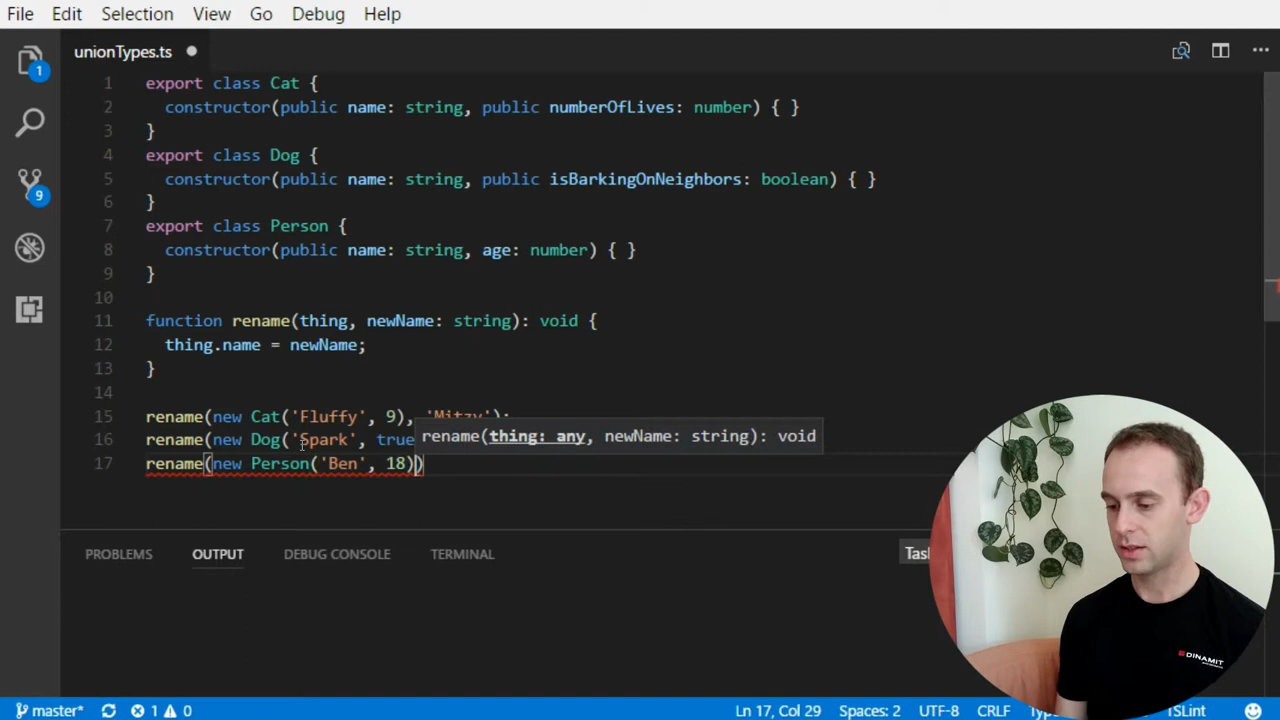 File Edit Selection View Go Debug Help
unionTypes.ts
1 export class Cat {
2 constructor(public name: string, public numberOfLives: number) { }
3 }
4 export class Dog {
5 constructor(public name: string, public isBarkingOnNeighbors: boolean) { }
6 }
7 export class Person {
8 constructor(public name: string, age: number) { }
9 }
10
11 function rename(thing, newName: string): void {
12 thing.name = newName;
13 }
14
15 rename(new Cat('Fluffy', 9), 'Mitzy');
16 rename(new Dog('Spark', true
rename(thing: any, newName: string): void
17 rename(new Person('Ben', 18))
1
9
PROBLEMS OUTPUT DEBUG CONSOLE TERMINAL
DINAMIT
master* 1 0 Ln 17, Col 29 Spaces: 2 UTF-8 CRLF TSLint